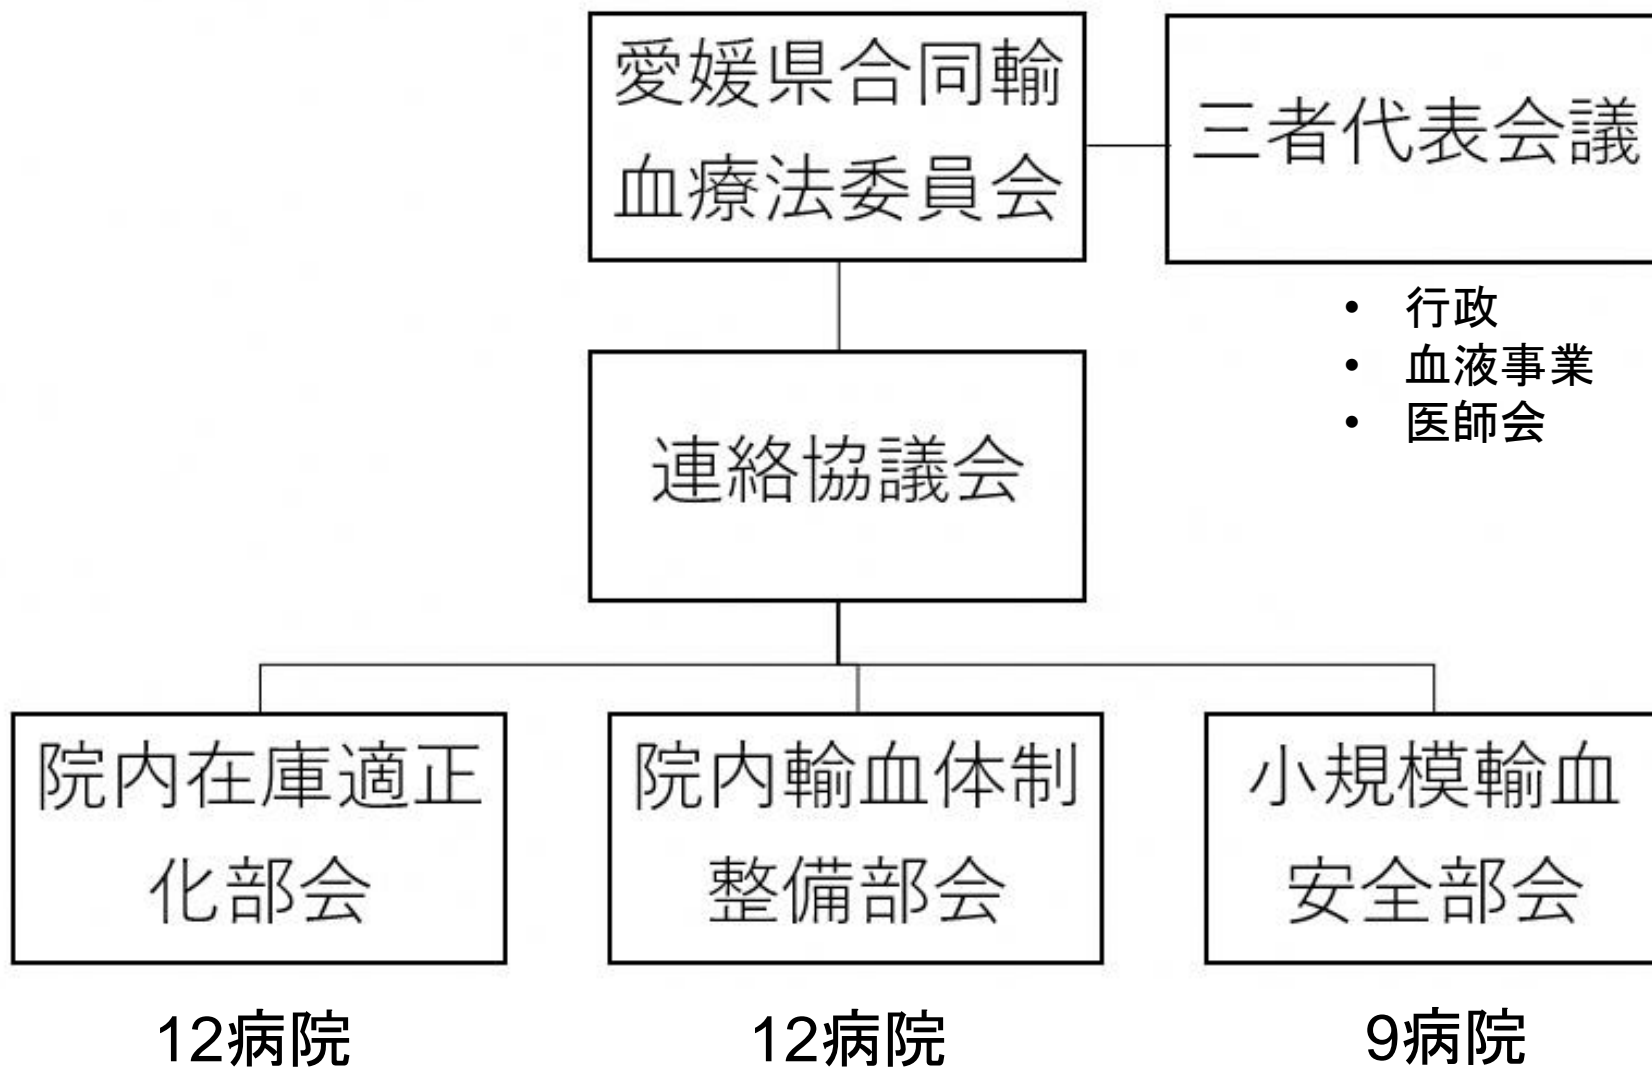 愛媛県合同輸
血療法委員会
三者代表会議
• 行政
• 血液事業
• 医師会
連絡協議会
院内在庫適正
化部会
院内輸血体制
整備部会
小規模輸血
安全部会
12病院
12病院
9病院